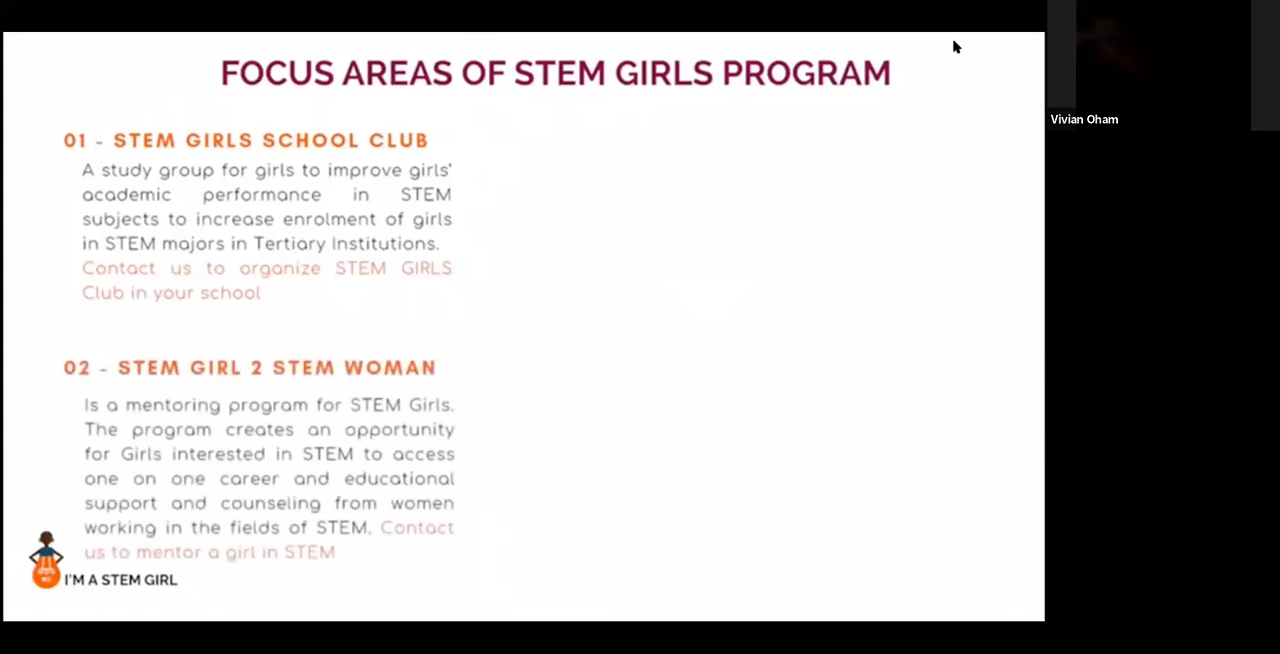 FOCUS AREAS OF STEM GIRLS PROGRAM
01 - STEM GIRLS SCHOOL CLUB
A study group for girls to improve girls'
academic performance in STEM
subjects to increase enrolment of girls
in STEM majors in Tertiary Institutions.
Contact us to organize STEM GIRLS
Club in your school
02 - STEM GIRL 2 STEM WOMAN
Is a mentoring program for STEM Girls.
The program creates an opportunity
for Girls interested in STEM to access
one on one career and educational
support and counseling from women
working in the fields of STEM. Contact
us to mentor a girl in STEM
I'M A STEM GIRL
Vivian Oham